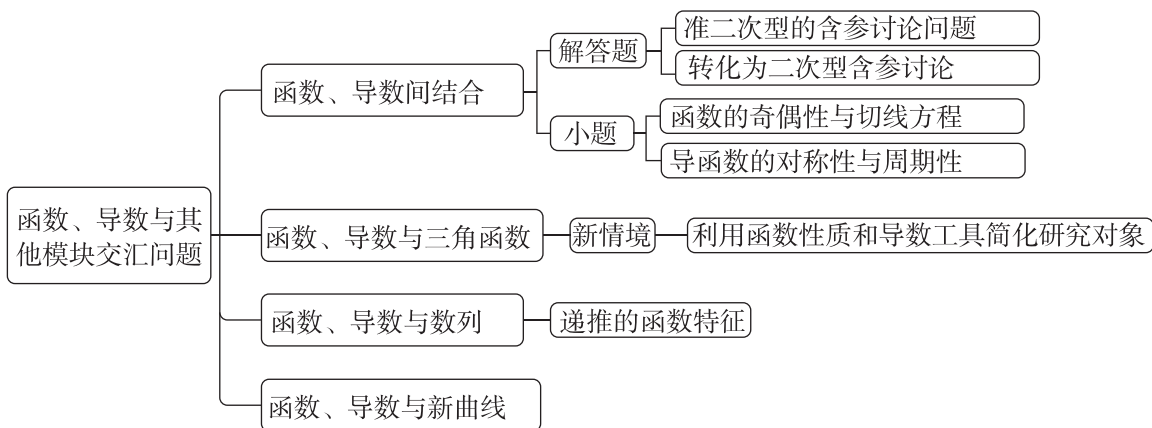 函数、导数与其
他模块交汇问题
函数、导数间结合
解答题
准二次型的含参讨论问题
转化为二次型含参讨论
小题
函数的奇偶性与切线方程
导函数的对称性与周期性
函数、导数与三角函数
新情境
利用函数性质和导数工具简化研究对象
函数、导数与数列
递推的函数特征
函数、导数与新曲线